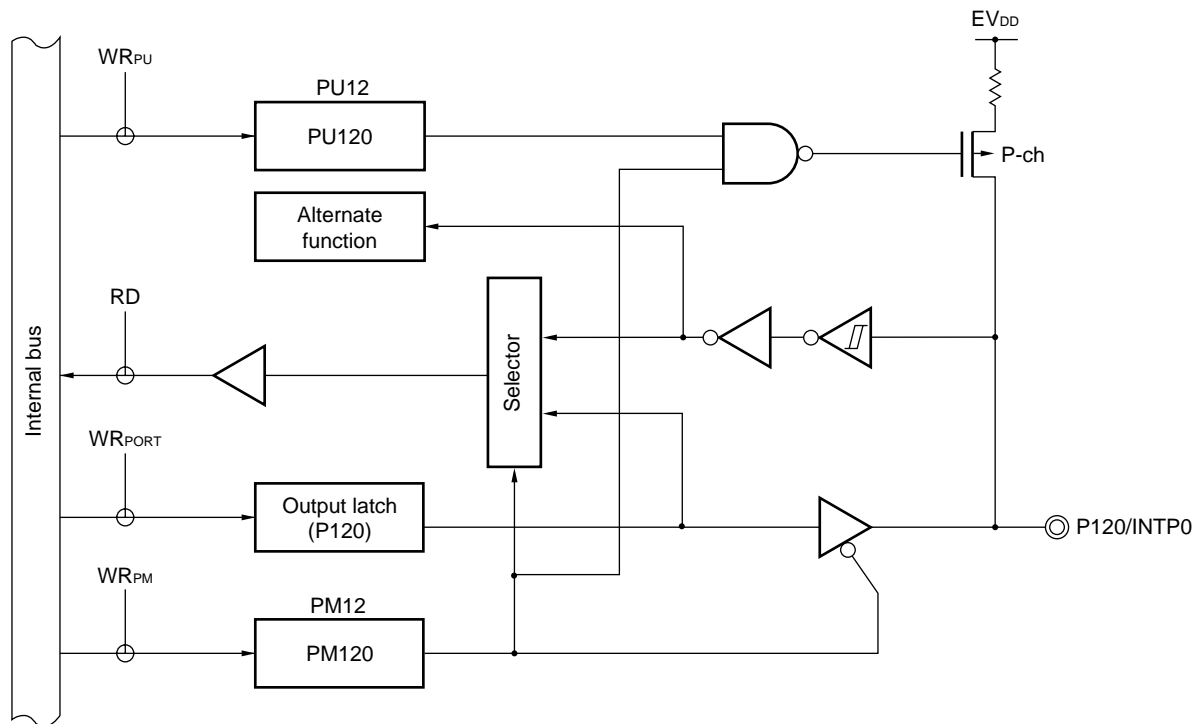 EVDD
WRPU
PU12
PU120
P-ch
Alternate
function
RD
Internal bus
Selector
WRPORT
Output latch
(P120)
P120/INTP0
WRPM
PM12
PM120